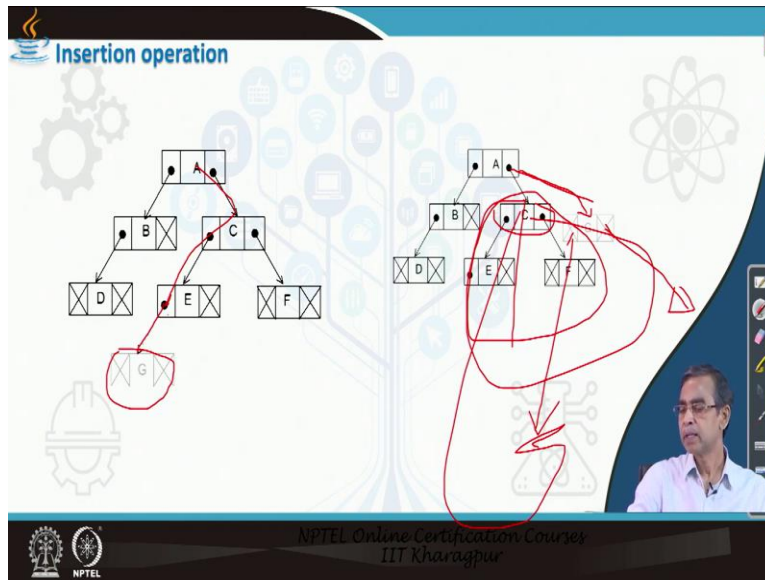 Insertion operation
A
B
C
D
E
F
G
A
B
C
G
D
E
F
NPTEL Online Certification Courses
IIT Kharagpur
NPTEL